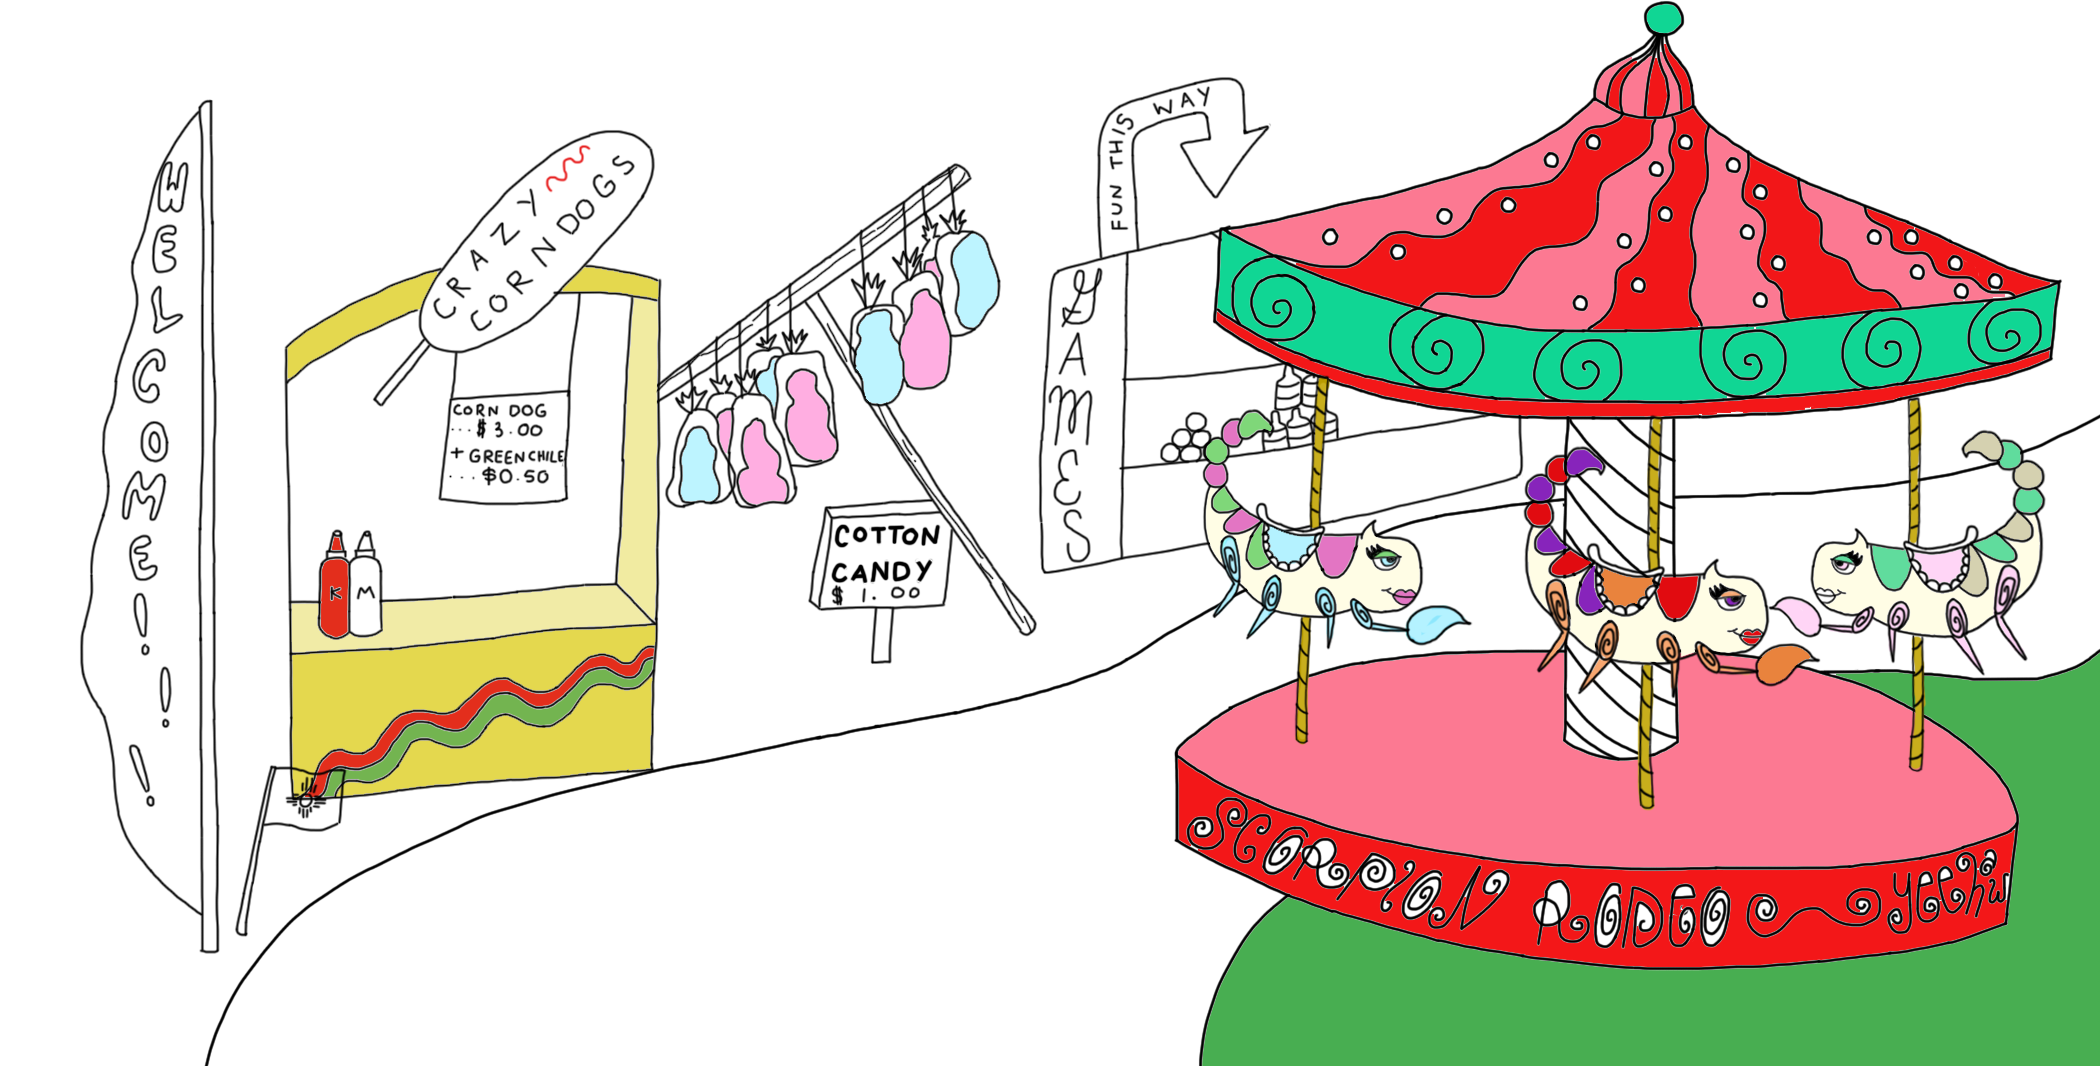 WELCOME!!!
CRAZY
CORN DOGS
CORN DOG
...$3.00
+ GREEN CHILE
...$0.50
K
M
COTTON
CANDY
$ 1.00
FUN THIS WAY
GAMES
SCORPION RODEO yeehaw